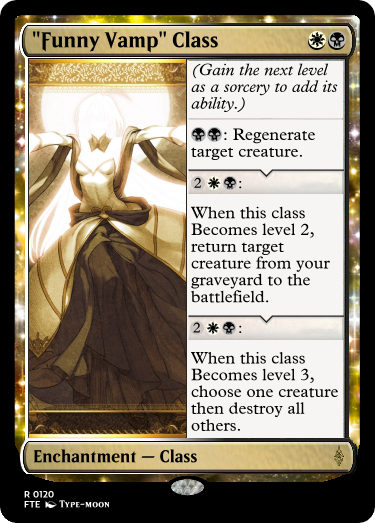 "Funny Vamp" Class
(Gain the next level
as a sorcery to add its
ability.)
: Regenerate
target creature.
2 :
When this class
Becomes level 2,
return target
creature from your
graveyard to the
battlefield.
2 :
When this class
Becomes level 3,
choose one creature
then destroy all
others.
Enchantment — Class
R 0120
FTE Type-moon